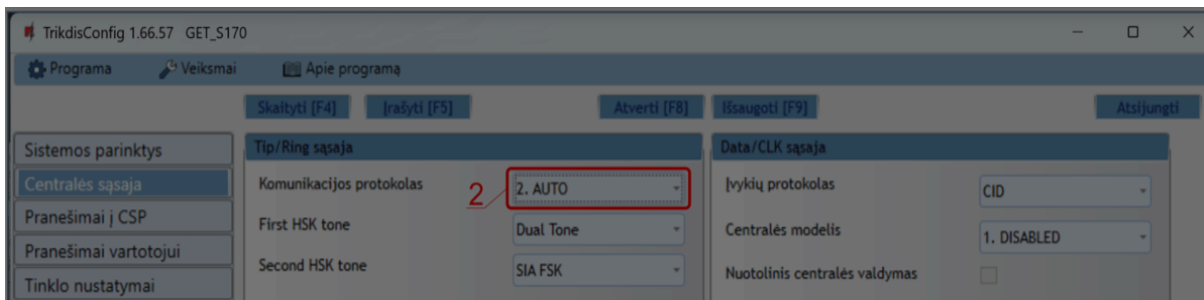 TrikdisConfig 1.66.57 GET_S170
Programa Veiksmai Apie programą
Skaityti [F4] Įrašyti [F5] Atverti [F8] Išsaugoti [F9] Atsijungti
Sistemos parinktys
Centralės sąsaja
Pranešimai į CSP
Pranešimai vartotojui
Tinklo nustatymai
Tip/Ring sąsaja
Komunikacijos protokolas 2 2. AUTO
First HSK tone Dual Tone
Second HSK tone SIA FSK
Data/CLK sąsaja
Įvykių protokolas CID
Centralės modelis 1. DISABLED
Nuotolinis centralės valdymas